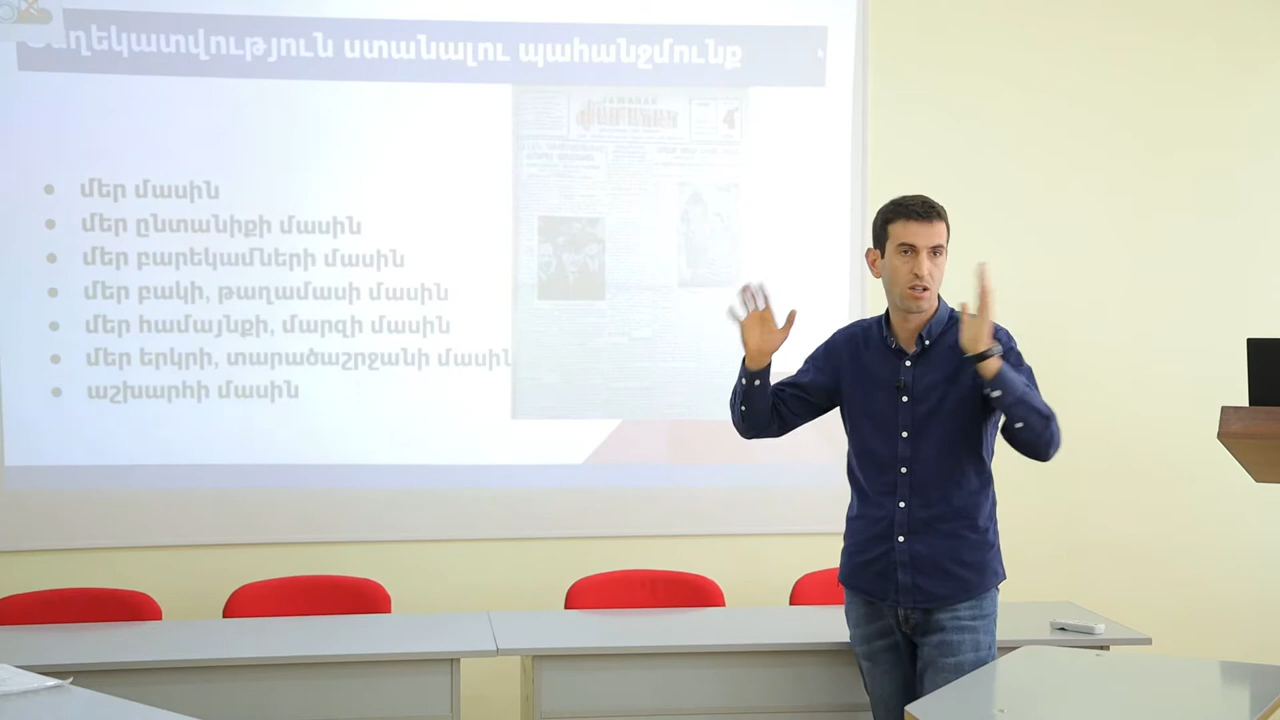 Տեղեկատվություն ստանալու պահանջմունք
մեր մասին
մեր ընտանիքի մասին
մեր բարեկամների մասին
մեր բակի, թաղամասի մասին
մեր համայնքի, մարզի մասին
մեր երկրի, տարածաշրջանի մասին
աշխարհի մասին